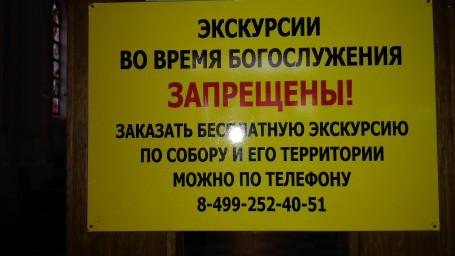 ЭКСКУРСИИ
ВО ВРЕМЯ БОГОСЛУЖЕНИЯ
ЗАПРЕЩЕНЫ!
ЗАКАЗАТЬ БЕСПЛАТНУЮ ЭКСКУРСИЮ
ПО СОБОРУ И ЕГО ТЕРРИТОРИИ
МОЖНО ПО ТЕЛЕФОНУ
8-499-252-40-51